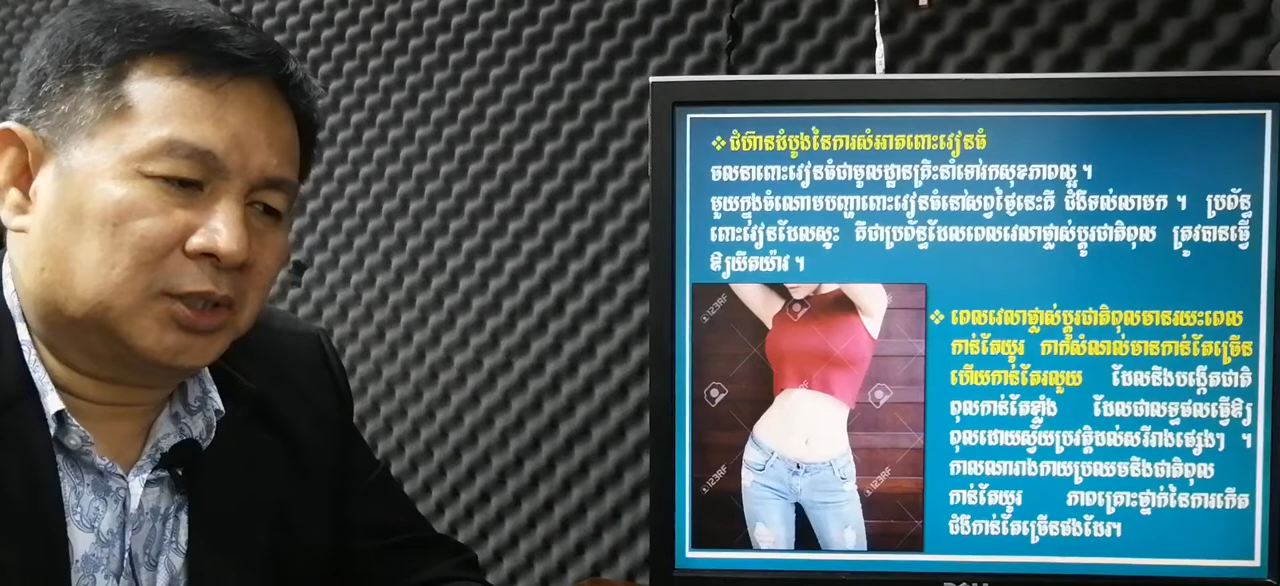 ❖ជំហ៊ានដំបូងនៃការសំអាតពោះវៀនធំ
ចលនាពោះវៀនធំជាមូលដ្ឋានគ្រឹះនាំទៅរកសុខភាពល្អ ។
មួយក្នុងចំណោមបញ្ហាពោះវៀនធំនៅសព្វថ្ងៃនេះគឺ ជំងឺទល់លាមក ។ ប្រព័ន្ធ
ពោះវៀនដែលស្ទះ គឺជាប្រព័ន្ធដែលពេលវេលាផ្លាស់ប្តូរជាតិពុល ត្រូវបានធ្វើ
ឱ្យយឺតយ៉ាវ ។
❖ ពេលវេលាផ្លាស់ប្តូរជាតិពុលមានរយះពេល
កាន់តែយូរ កាកសំណល់មានកាន់តែច្រើន
ហើយកាន់តែរលួយ ដែលនឹងបង្កើតជាតិ
ពុលកាន់តែខ្លាំង ដែលជាលទ្ធផលធ្វើឱ្យ
ពុលដោយស្វ័យប្រវត្តិដល់សរីរាងផ្សេងៗ ។
កាលណារាងកាយប្រឈមនឹងជាតិពុល
កាន់តែយូរ ភាពគ្រោះថ្នាក់នៃការកើត
ជំងឺកាន់តែច្រើនផងដែរ។
123RF
123RF
123RF